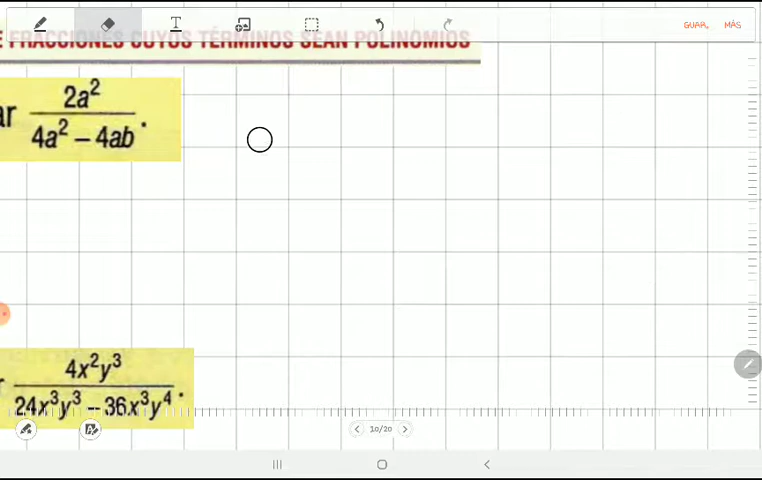 GUAR. MÁS
E FRACCIONES CUYOS TÉRMINOS SEAN POLINOMIOS
ar 2a²
4a² – 4ab .
r 4x²y³
24x³y³ – 36x³y⁴ .
10/20